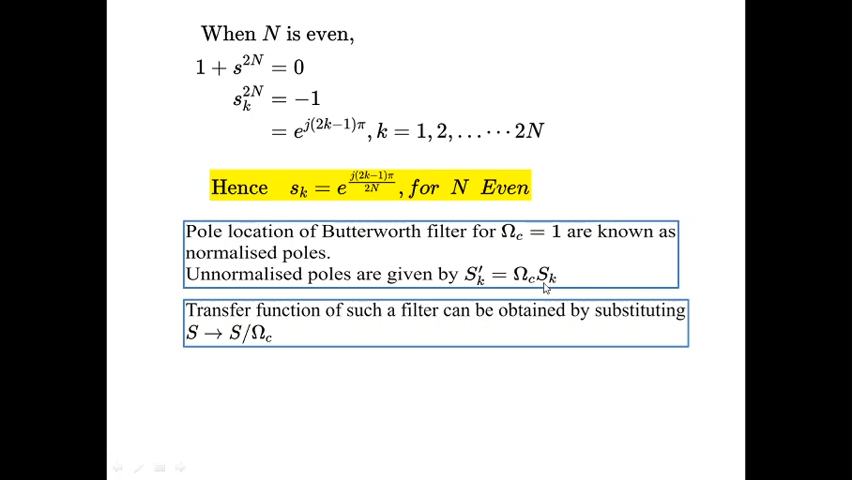 When N is even,
1 + s^{2N} = 0
s_k^{2N} = −1
= e^{j(2k−1)π}, k = 1, 2, …⋯2N
Hence s_k = e^{\frac{j(2k−1)π}{2N}}, for N Even
Pole location of Butterworth filter for Ω_c = 1 are known as
normalised poles.
Unnormalised poles are given by S′_k = Ω_cS_k
Transfer function of such a filter can be obtained by substituting
S → S/Ω_c